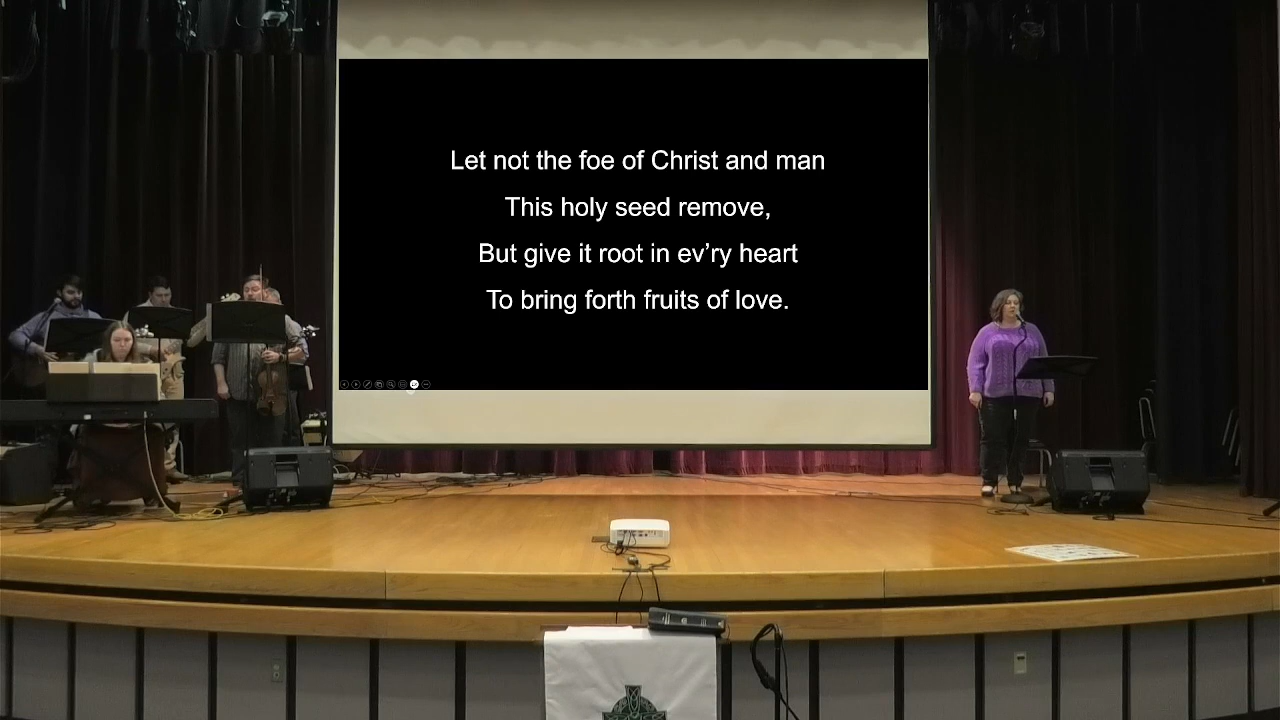 Let not the foe of Christ and man
This holy seed remove,
But give it root in ev’ry heart
To bring forth fruits of love.